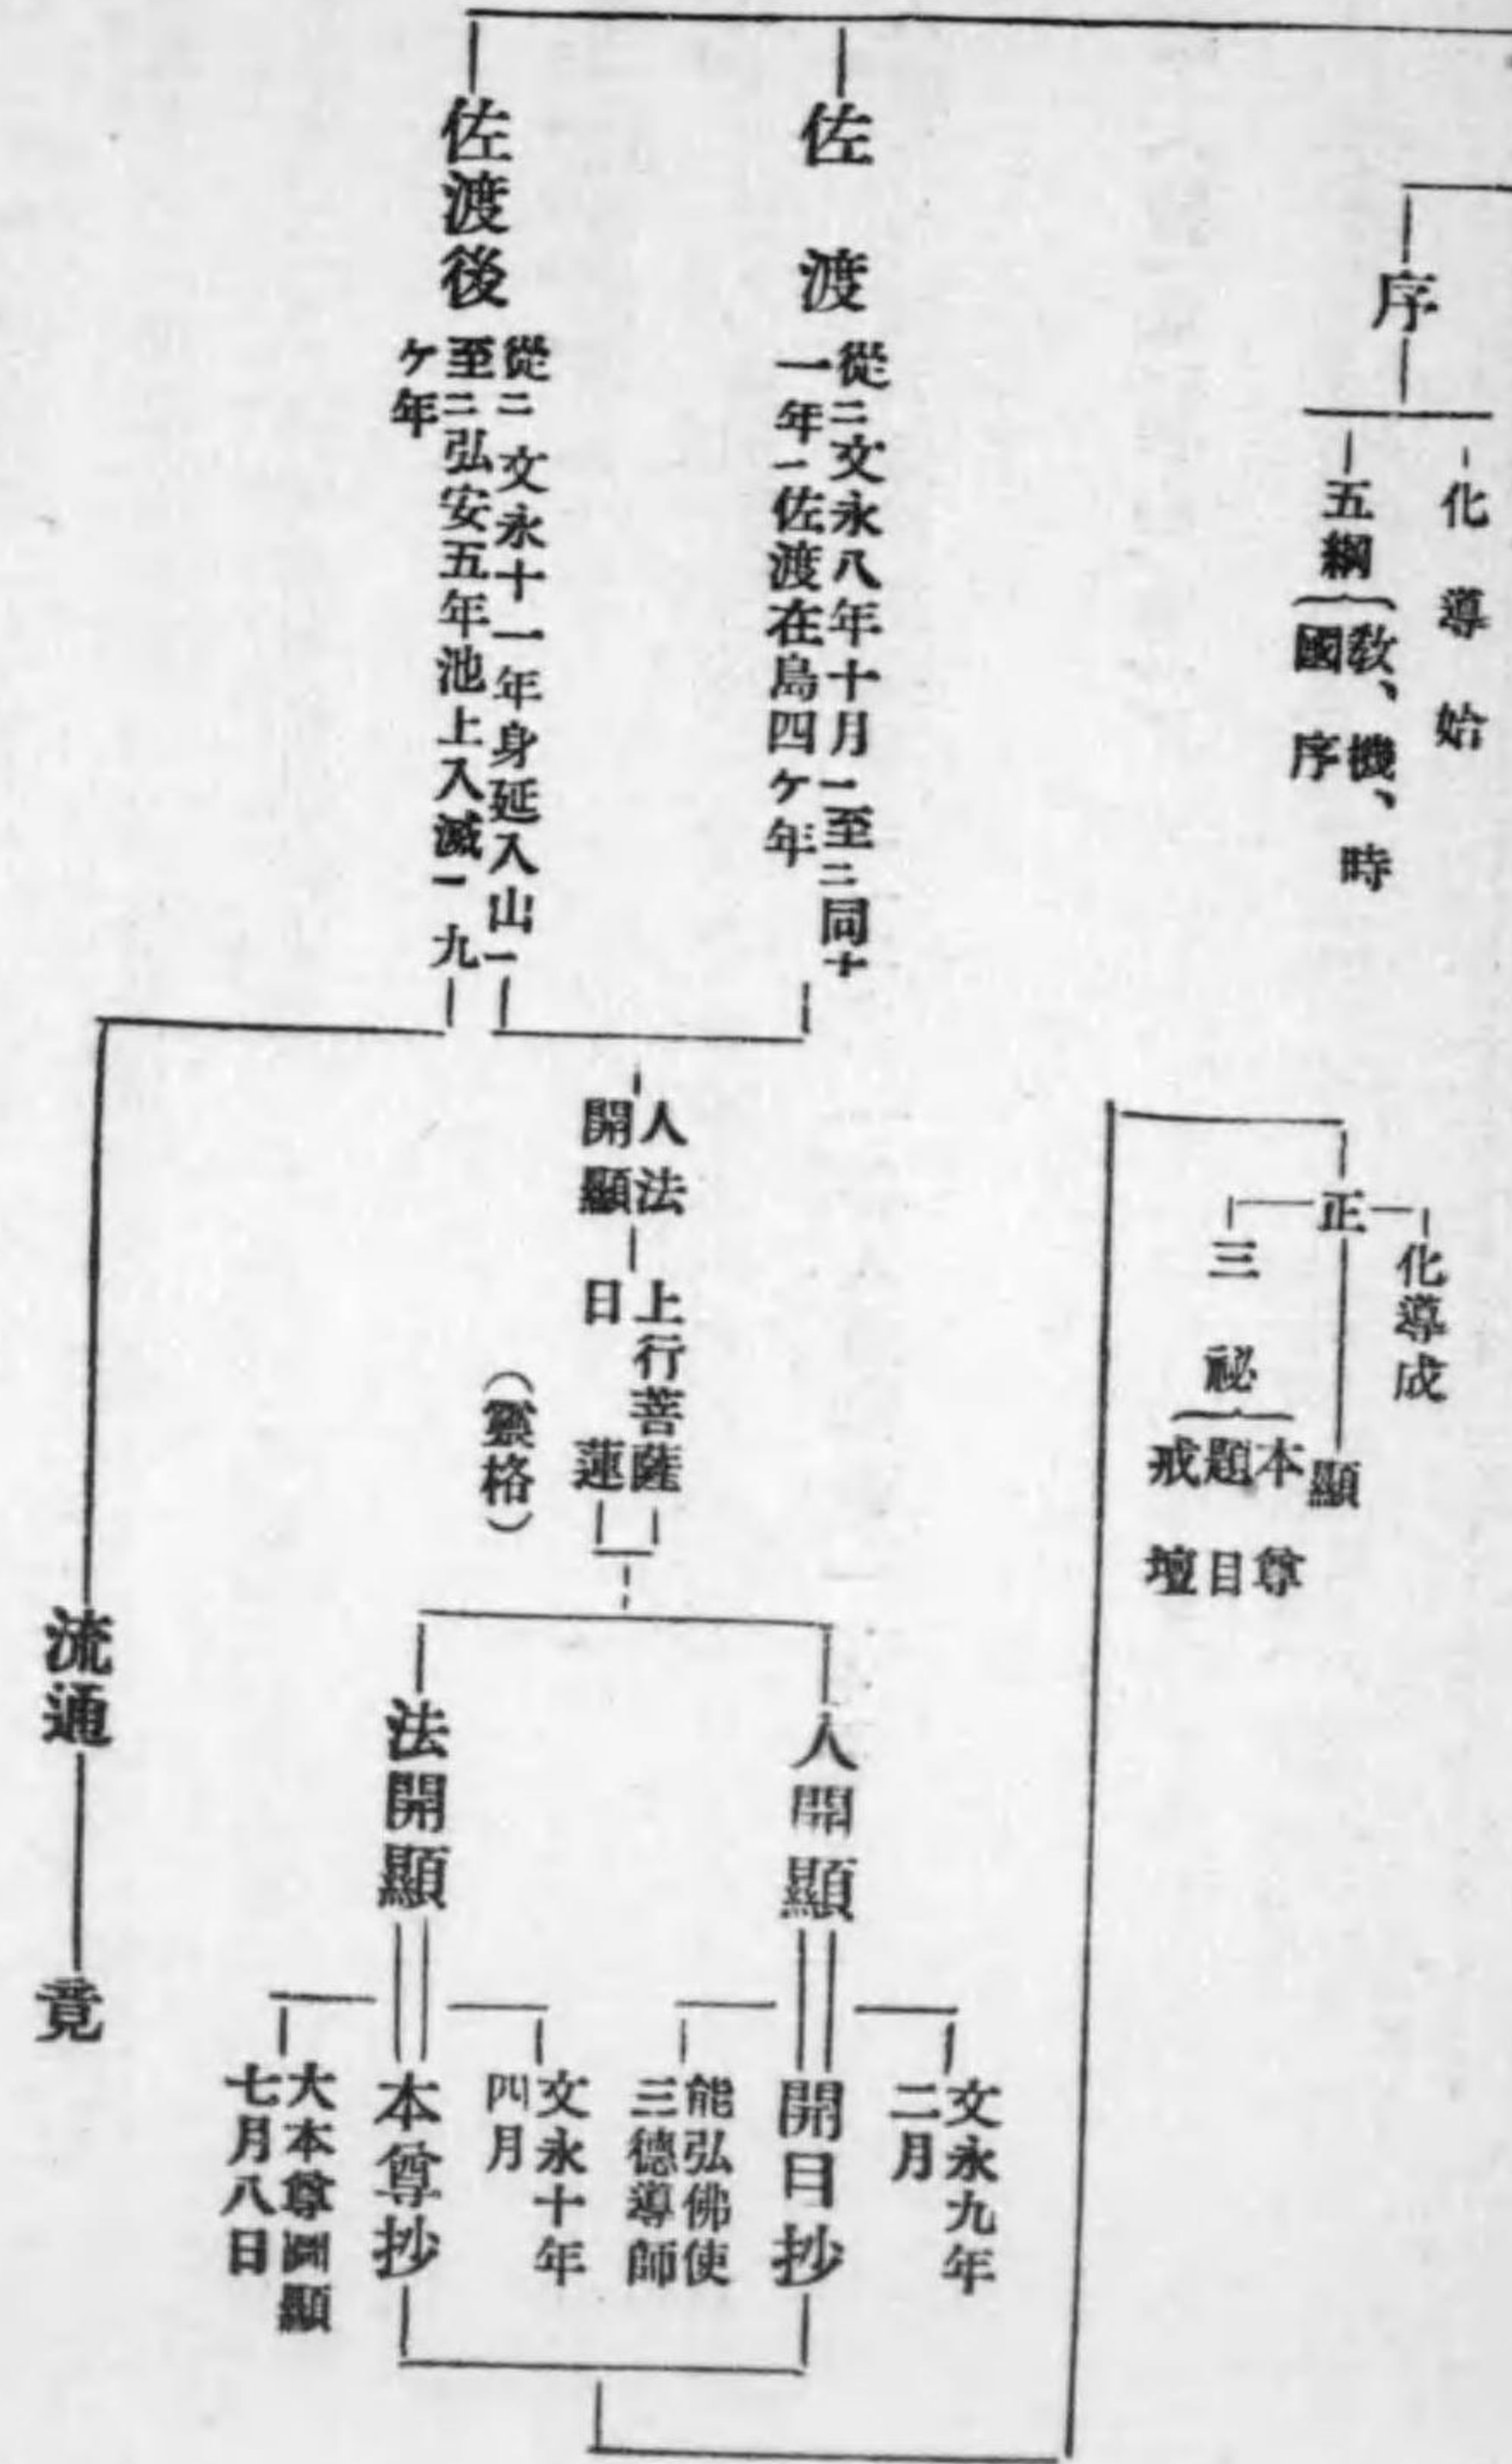 序
化導始
五綱
敎、機、時
國序
正
化導成
顯
三祕
本尊
題目
戒壇
佐渡
從二文永八年十月一至二同十
一年一佐渡在島四ケ年
佐渡後
從二文永十一年身延入山一
至二弘安五年池上入滅一九
ケ年
人法
開顯
上行菩薩
日蓮
(靈格)
人開顯
文永九年
二月
開目抄
能弘佛使
三德導師
法開顯
文永十年
四月
本尊抄
大本尊圖顯
七月八日
流通
竟